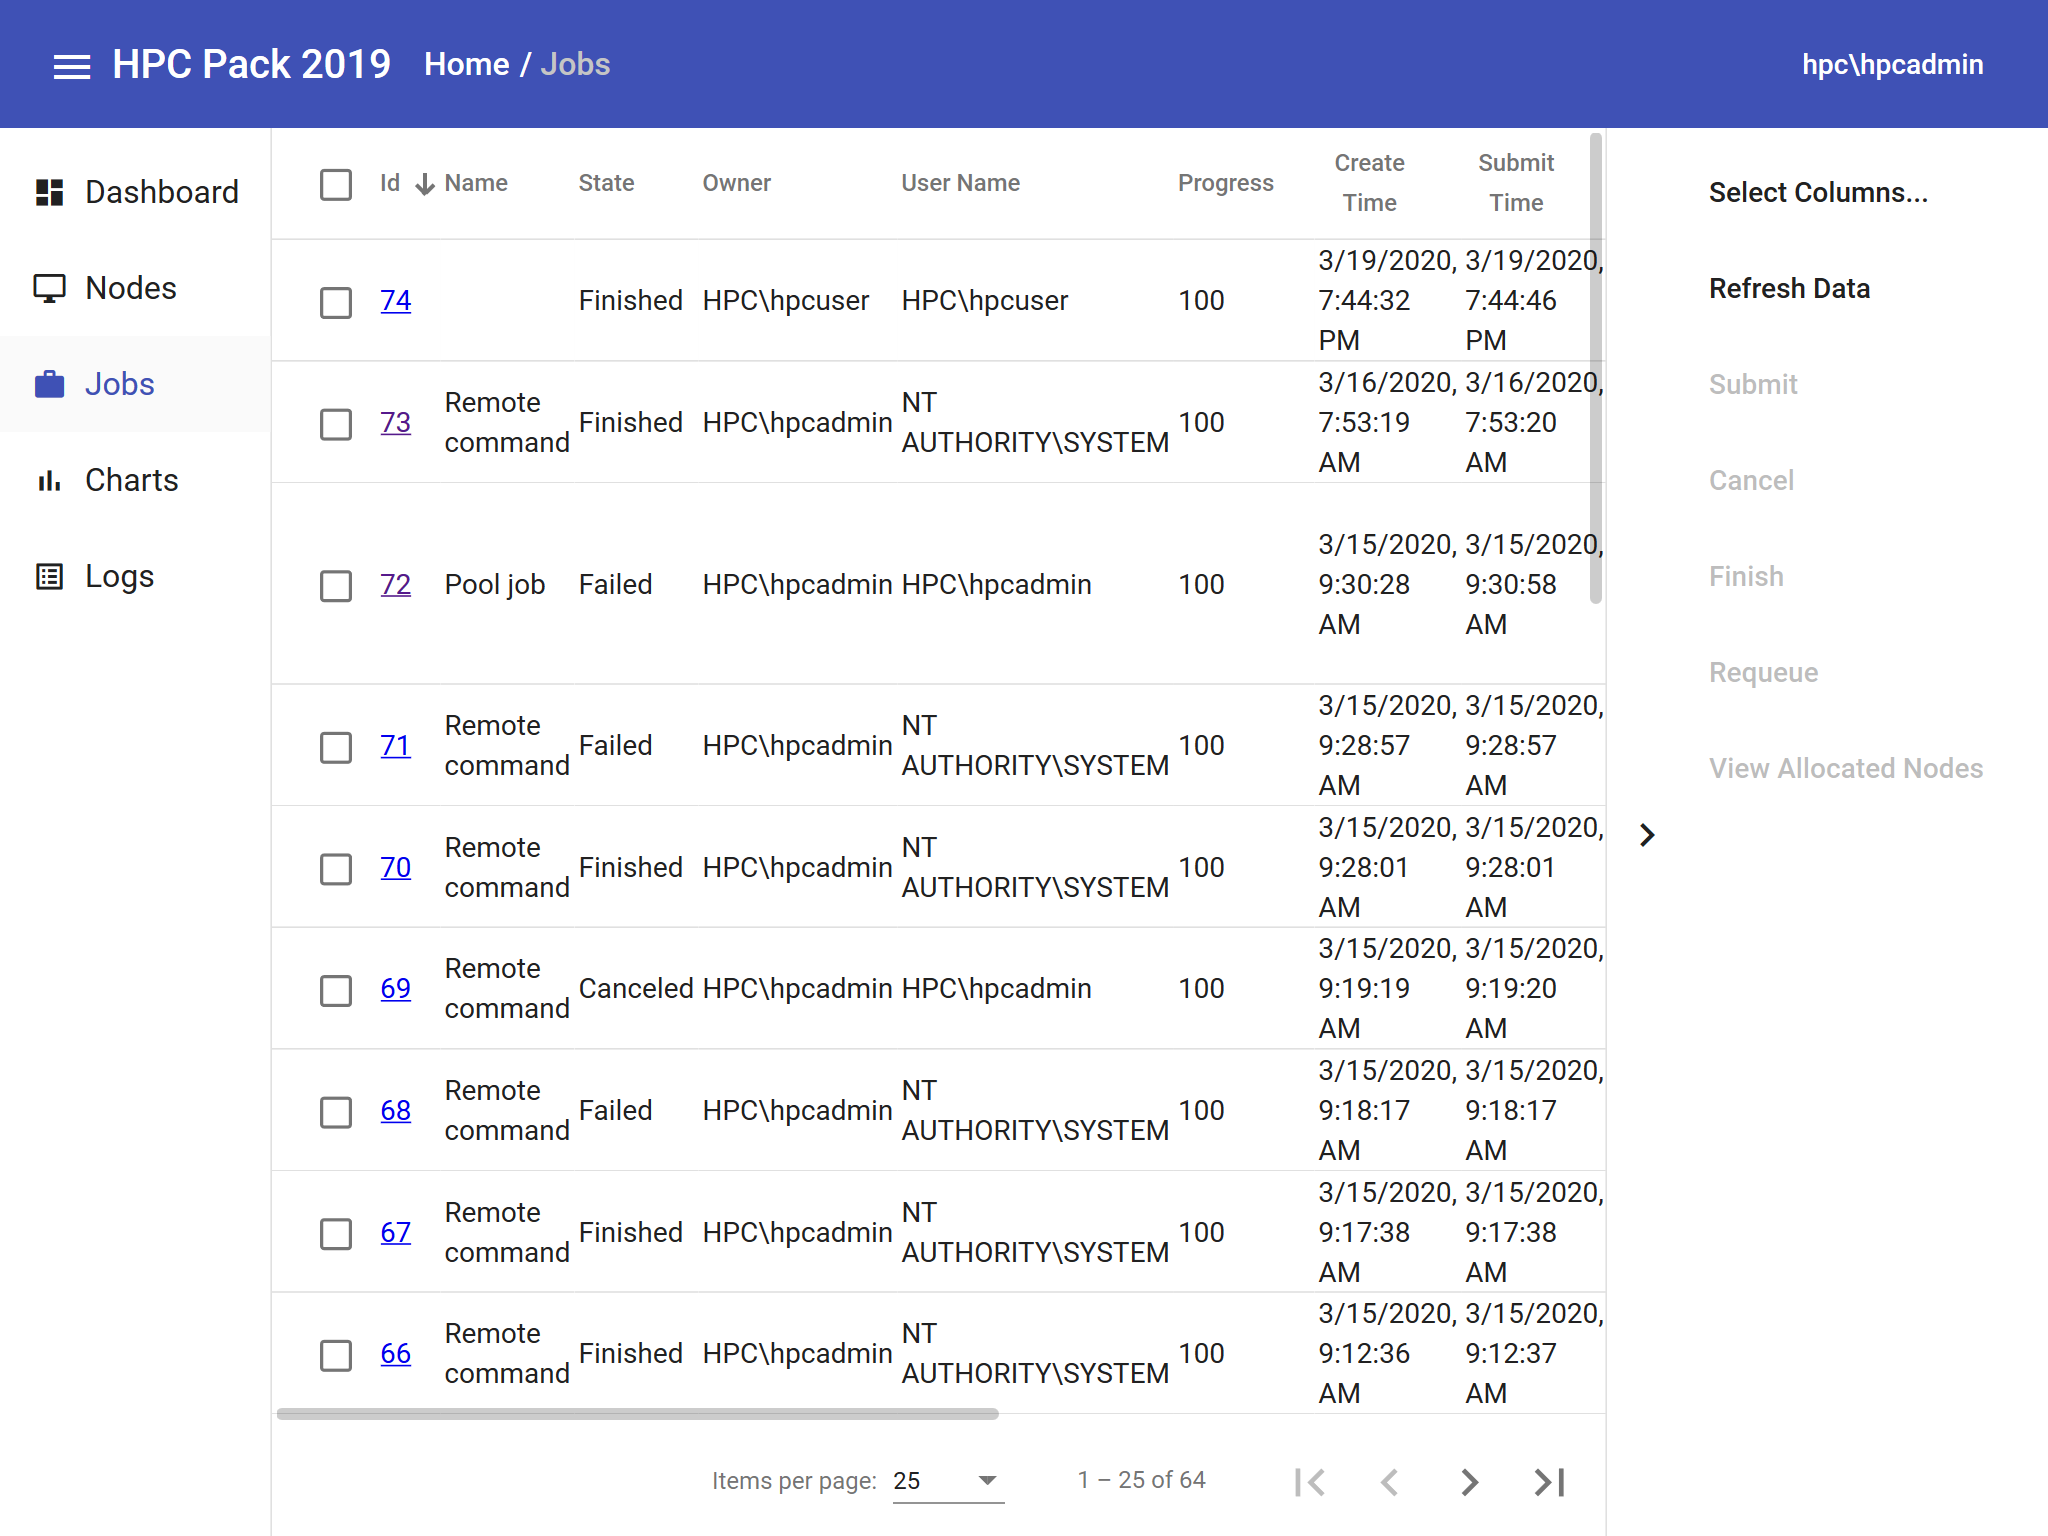 HPC Pack 2019 Home / Jobs hpc\hpcadmin
Dashboard
Nodes
Jobs
Charts
Logs
Id Name State Owner User Name Progress Create Time Submit Time
74 Finished HPC\hpcuser HPC\hpcuser 100 3/19/2020, 7:44:32 PM 3/19/2020, 7:44:46 PM
73 Remote command Finished HPC\hpcadmin NT AUTHORITY\SYSTEM 100 3/16/2020, 7:53:19 AM 3/16/2020, 7:53:20 AM
72 Pool job Failed HPC\hpcadmin HPC\hpcadmin 100 3/15/2020, 9:30:28 AM 3/15/2020, 9:30:58 AM
71 Remote command Failed HPC\hpcadmin NT AUTHORITY\SYSTEM 100 3/15/2020, 9:28:57 AM 3/15/2020, 9:28:57 AM
70 Remote command Finished HPC\hpcadmin NT AUTHORITY\SYSTEM 100 3/15/2020, 9:28:01 AM 3/15/2020, 9:28:01 AM
69 Remote command Canceled HPC\hpcadmin HPC\hpcadmin 100 3/15/2020, 9:19:19 AM 3/15/2020, 9:19:20 AM
68 Remote command Failed HPC\hpcadmin NT AUTHORITY\SYSTEM 100 3/15/2020, 9:18:17 AM 3/15/2020, 9:18:17 AM
67 Remote command Finished HPC\hpcadmin NT AUTHORITY\SYSTEM 100 3/15/2020, 9:17:38 AM 3/15/2020, 9:17:38 AM
66 Remote command Finished HPC\hpcadmin NT AUTHORITY\SYSTEM 100 3/15/2020, 9:12:36 AM 3/15/2020, 9:12:37 AM
Items per page: 25 1 – 25 of 64
Select Columns...
Refresh Data
Submit
Cancel
Finish
Requeue
View Allocated Nodes